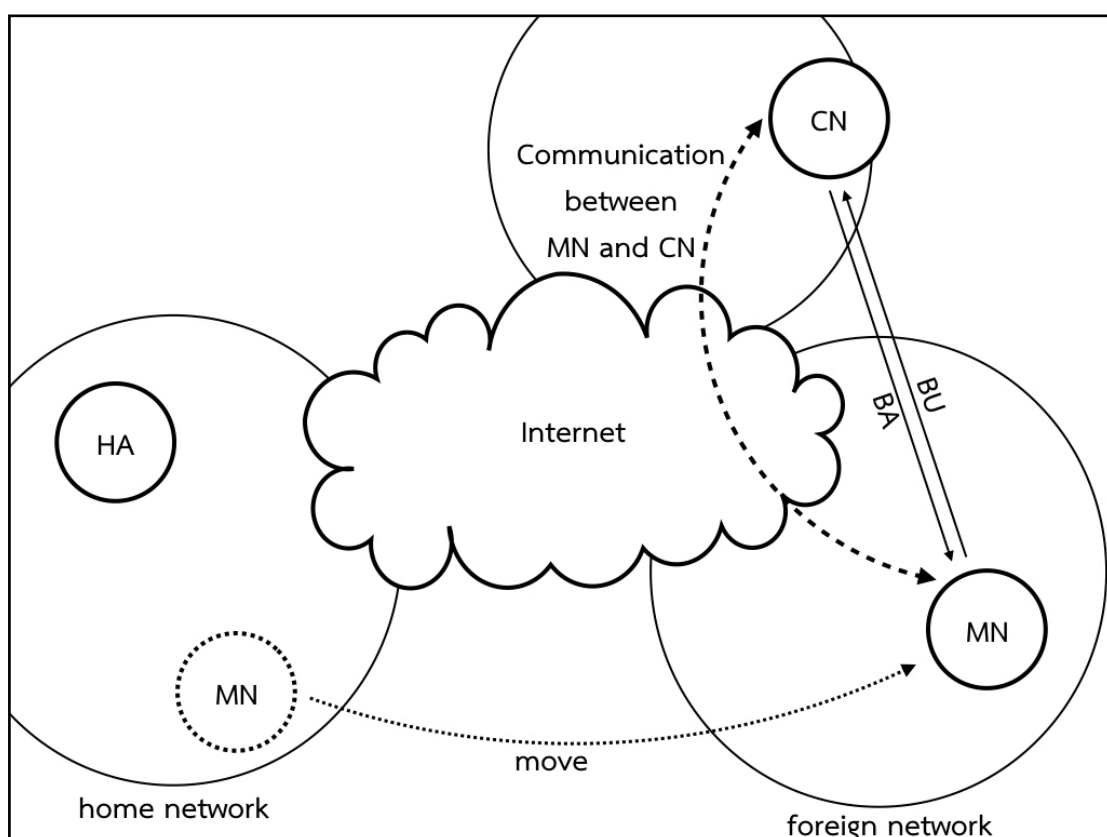 CN
Communication
between
MN and CN
BU
BA
HA
Internet
MN
MN
move
home network
foreign network